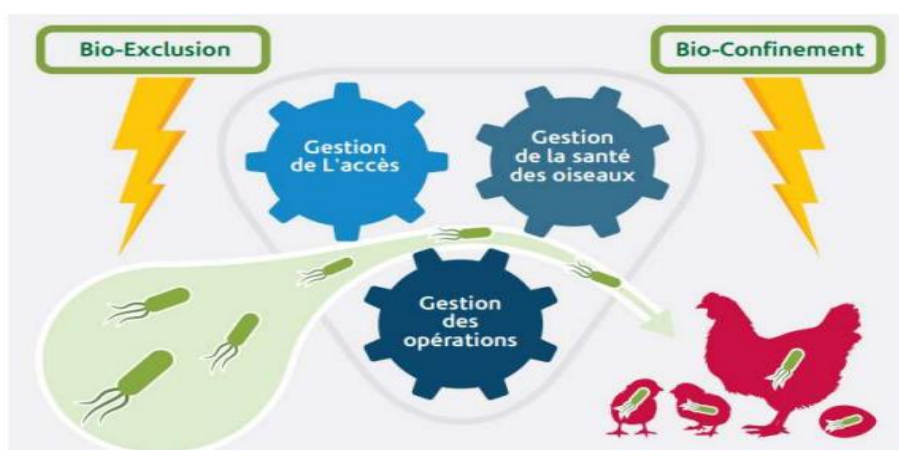 Bio-Exclusion
Bio-Confinement
Gestion
de L'accès
Gestion
de la santé
des oiseaux
Gestion
des
opérations